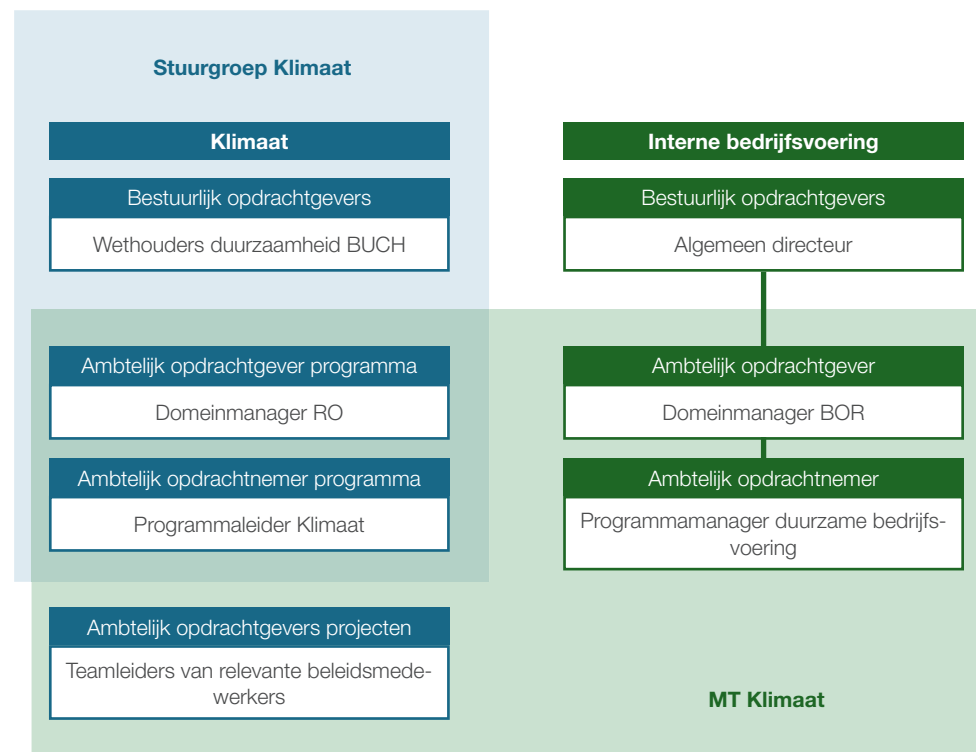 Stuurgroep Klimaat
Klimaat
Bestuurlijk opdrachtgevers
Wethouders duurzaamheid BUCH
Ambtelijk opdrachtgever programma
Domeinmanager RO
Ambtelijk opdrachtnemer programma
Programmaleider Klimaat
Ambtelijk opdrachtgevers projecten
Teamleiders van relevante beleidsmede-
werkers
Interne bedrijfsvoering
Bestuurlijk opdrachtgevers
Algemeen directeur
Ambtelijk opdrachtgever
Domeinmanager BOR
Ambtelijk opdrachtnemer
Programmamanager duurzame bedrijfs-
voering
MT Klimaat